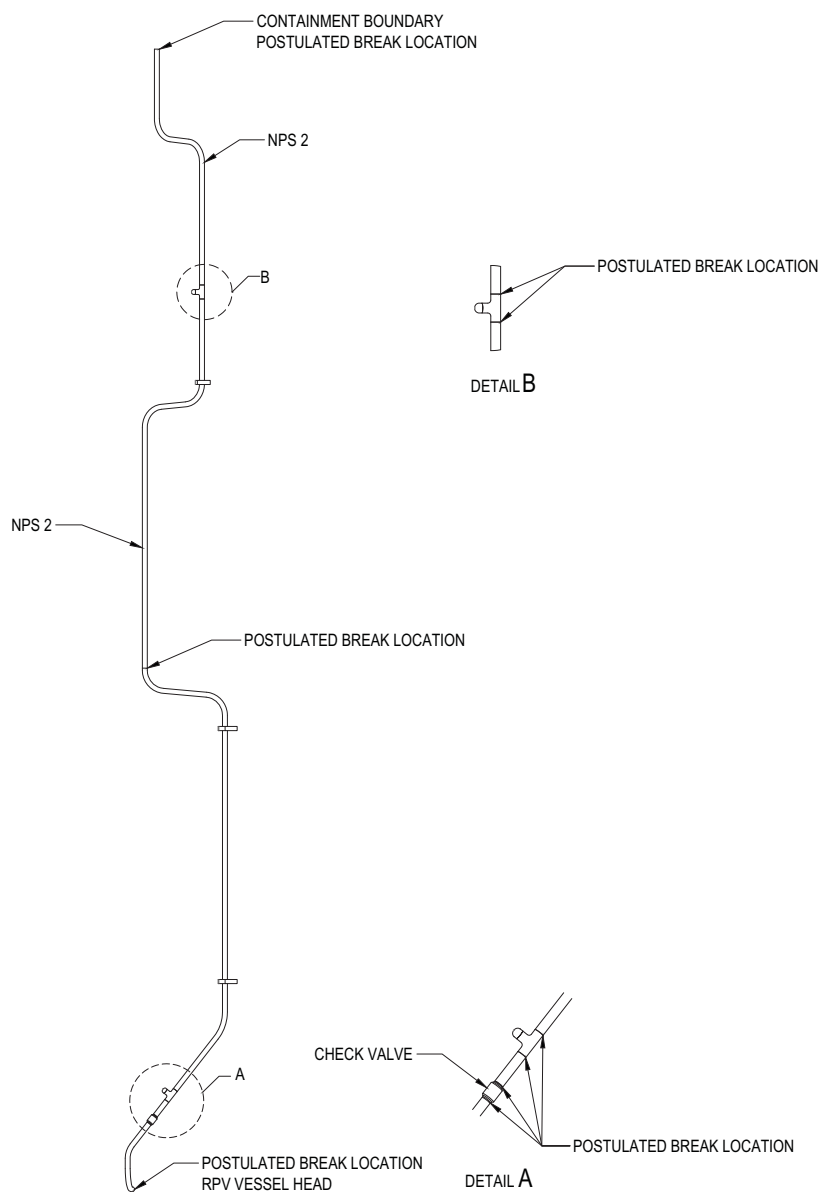 CONTAINMENT BOUNDARY
POSTULATED BREAK LOCATION
NPS 2
B
POSTULATED BREAK LOCATION
DETAIL B
NPS 2
POSTULATED BREAK LOCATION
A
CHECK VALVE
POSTULATED BREAK LOCATION
DETAIL A
POSTULATED BREAK LOCATION
RPV VESSEL HEAD